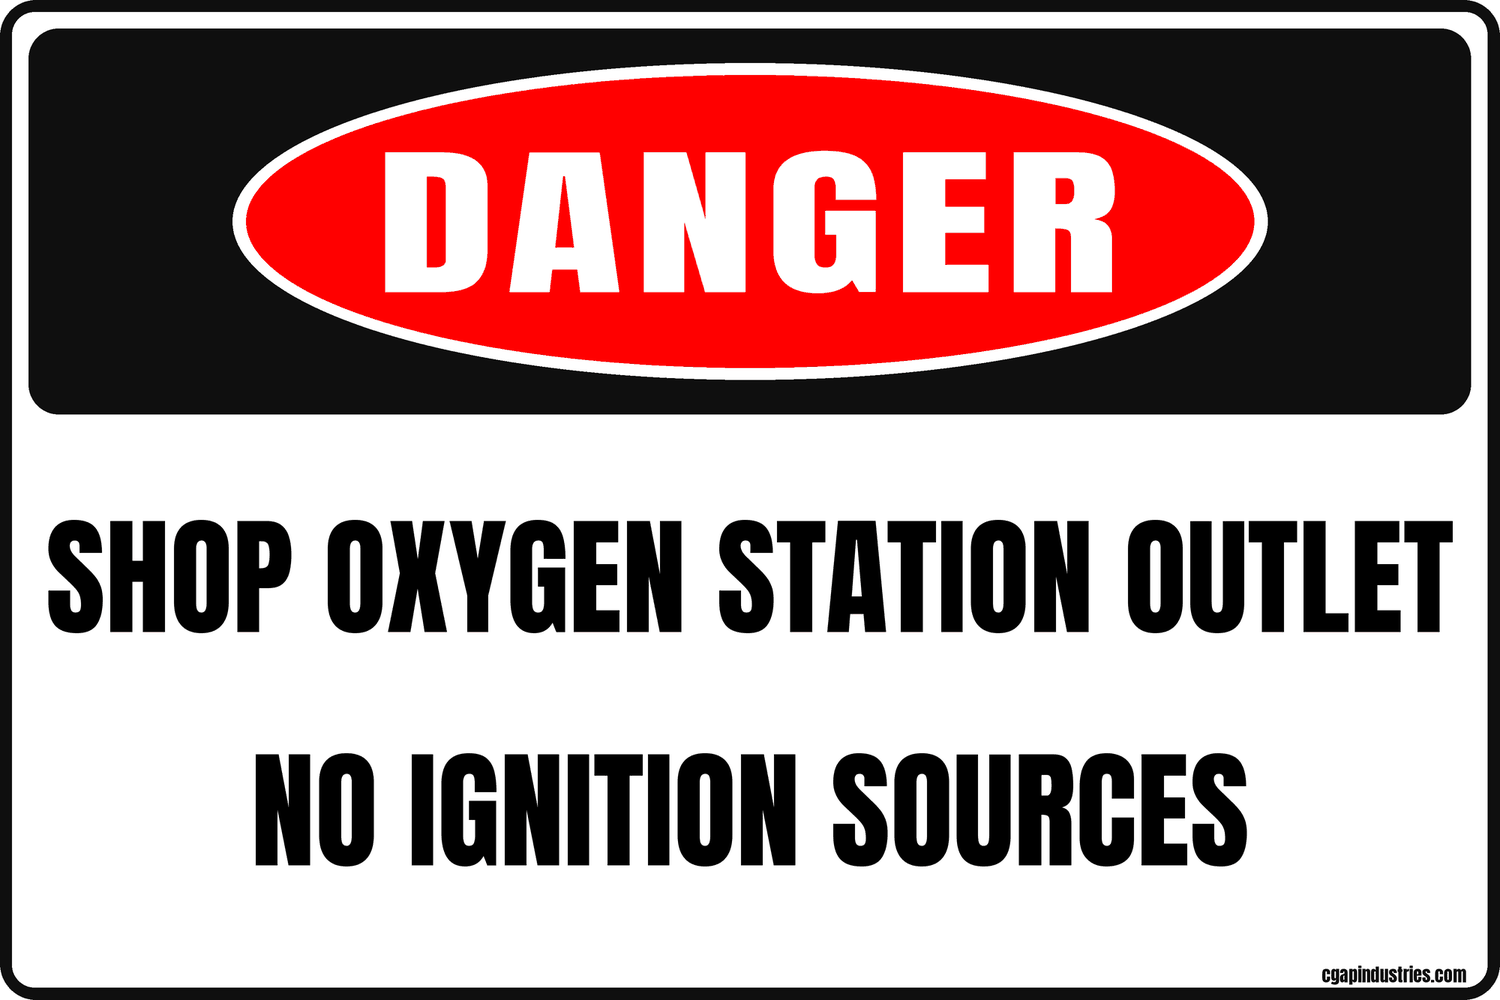 DANGER
SHOP OXYGEN STATION OUTLET
NO IGNITION SOURCES
cgapindustries.com